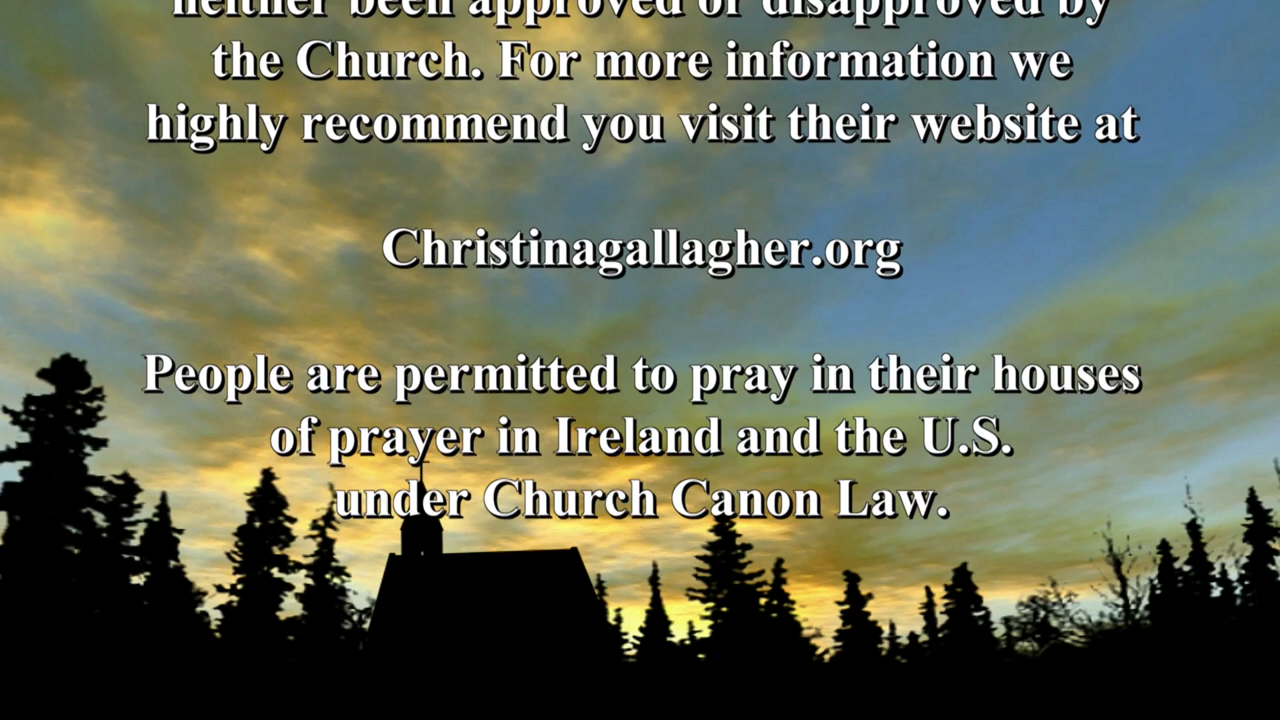 neither been approved or disapproved by
the Church. For more information we
highly recommend you visit their website at
Christinagallagher.org
People are permitted to pray in their houses
of prayer in Ireland and the U.S.
under Church Canon Law.